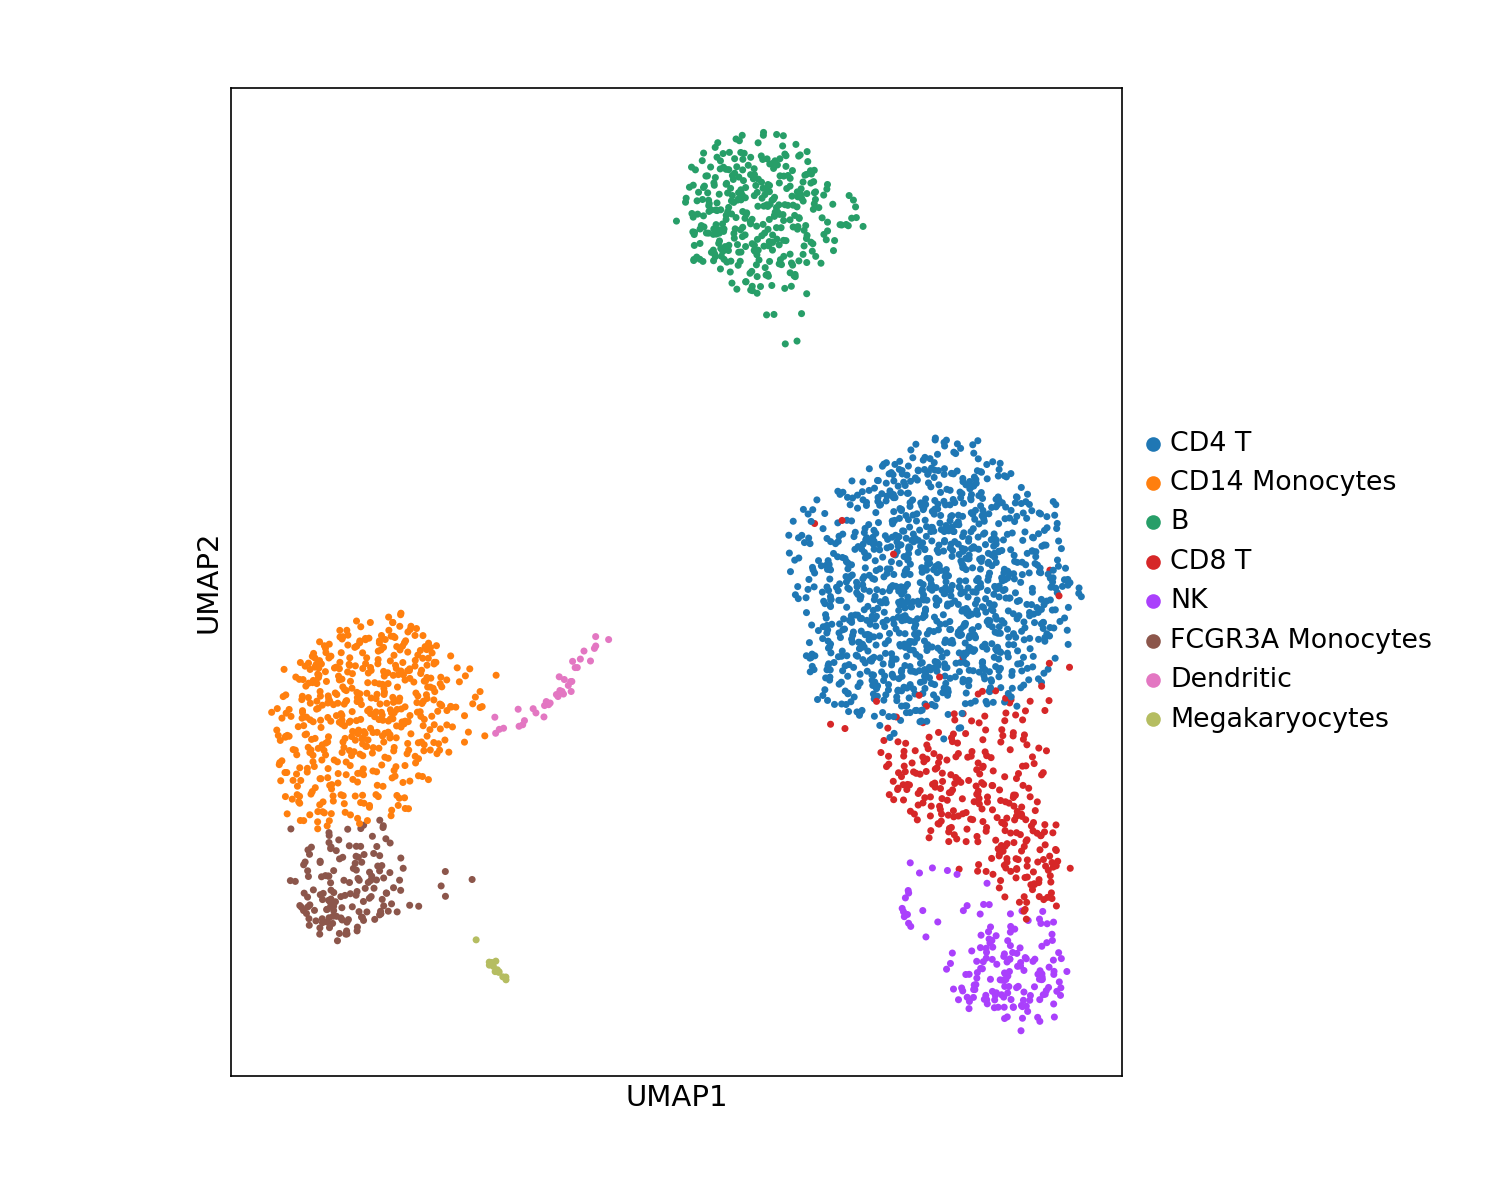 UMAP2
UMAP1
CD4 T
CD14 Monocytes
B
CD8 T
NK
FCGR3A Monocytes
Dendritic
Megakaryocytes